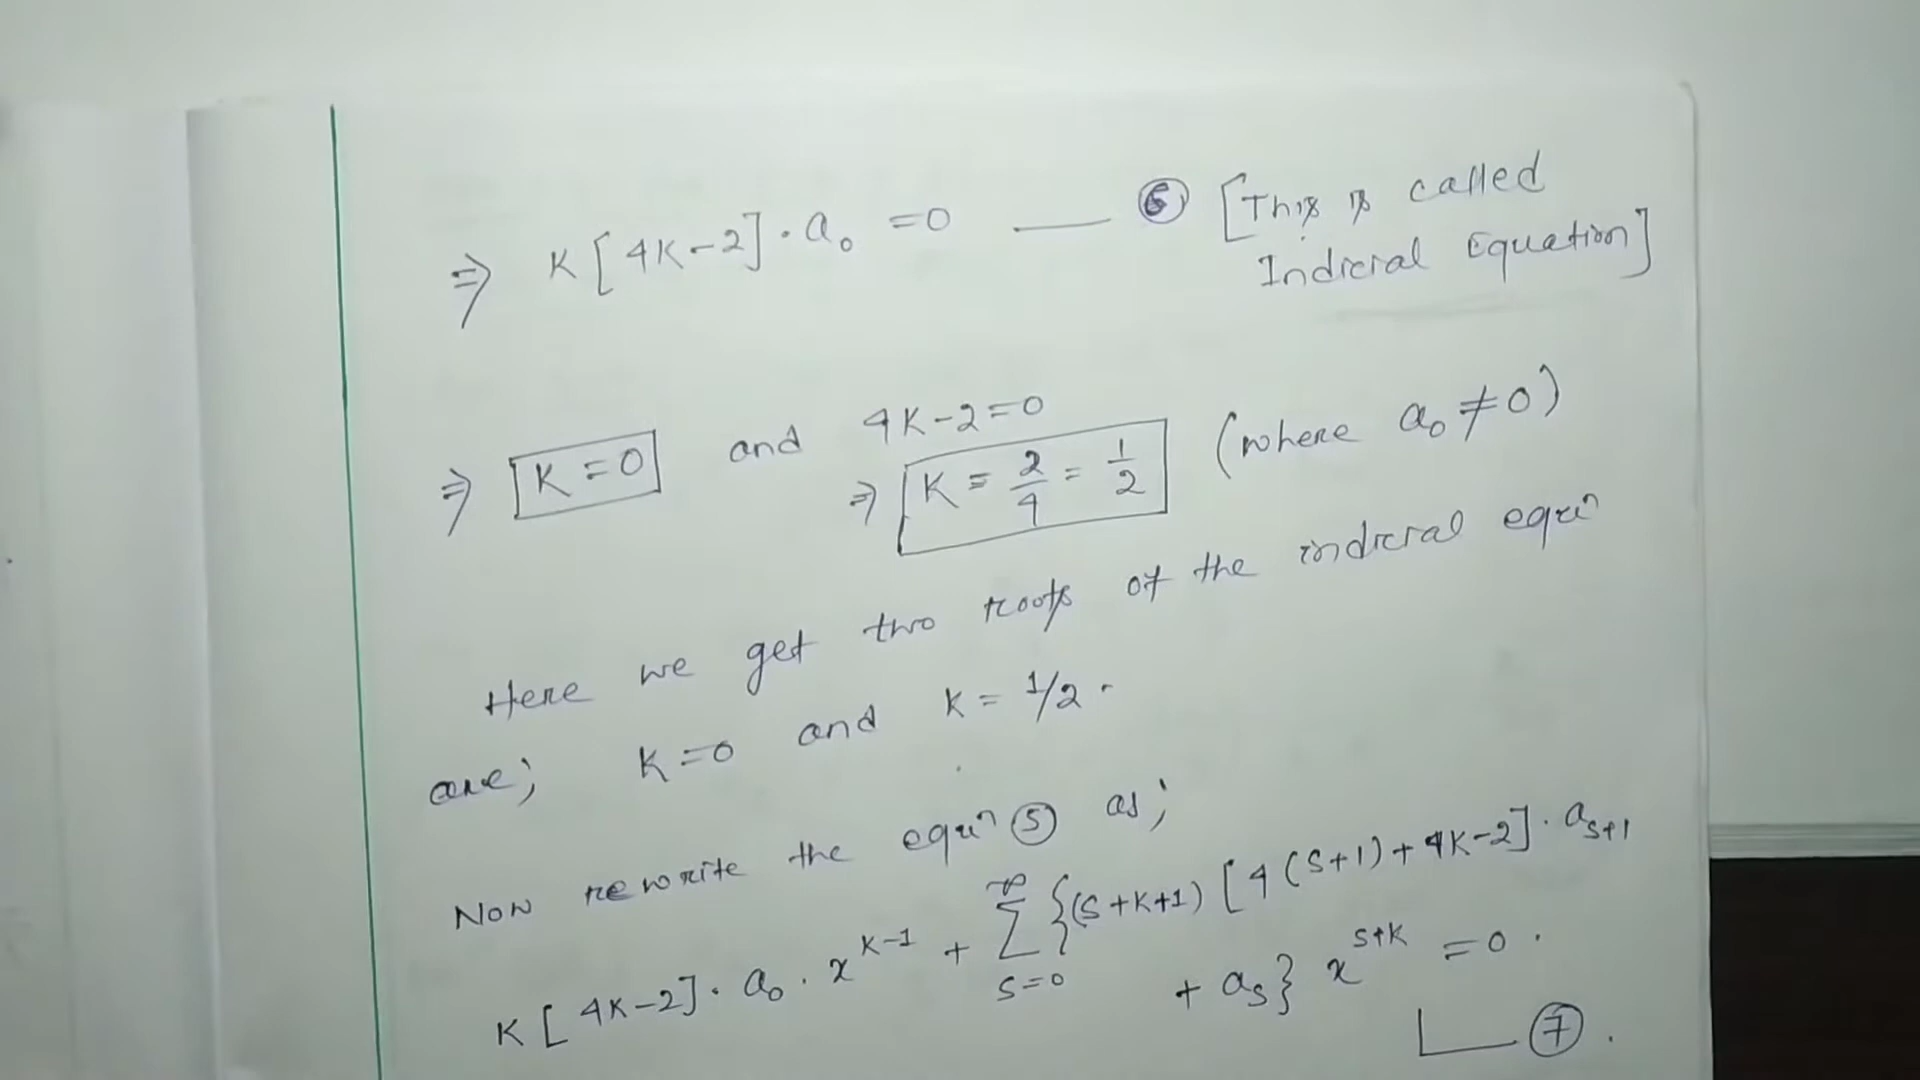 ⇒ K[4K-2]·a₀ = 0 —— ⑥ [This is called
Indicial Equation]
⇒ K=0 and 4K-2=0
⇒ K = 2/4 = 1/2 (where a₀ ≠ 0)
Here we get two roots of the indicial equⁿ
are; K=0 and K = 1/2.
Now rewrite the equⁿ ⑤ as;
K[4K-2]·a₀·x^{K-1} + ∑_{s=0}^{∞} {(s+K+1) [4(s+1)+4K-2]·a_{s+1}
+ a_s} x^{s+K} = 0.
⑦.